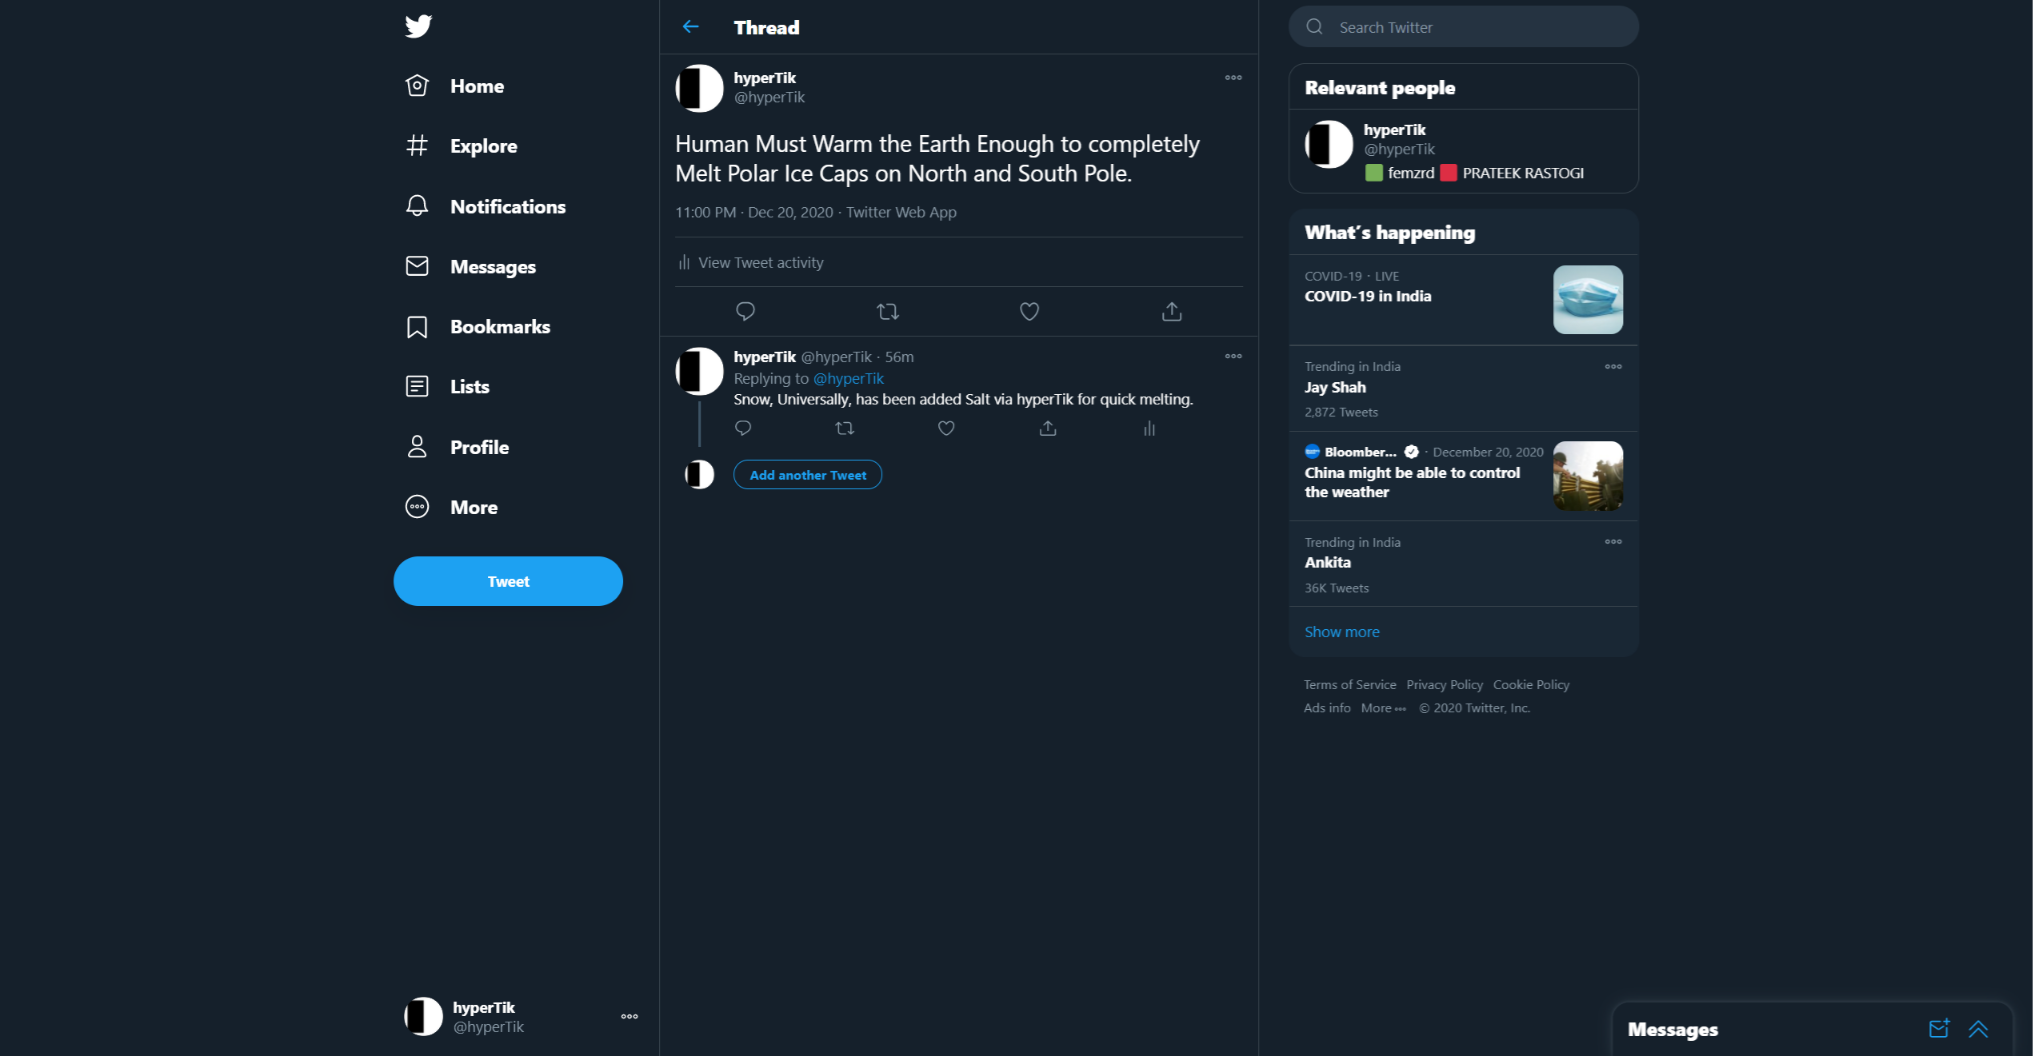 Home
Explore
Notifications
Messages
Bookmarks
Lists
Profile
More
Tweet
hyperTik
@hyperTik
Thread
hyperTik
@hyperTik
Human Must Warm the Earth Enough to completely
Melt Polar Ice Caps on North and South Pole.
11:00 PM · Dec 20, 2020 · Twitter Web App
View Tweet activity
hyperTik @hyperTik · 56m
Replying to @hyperTik
Snow, Universally, has been added Salt via hyperTik for quick melting.
Add another Tweet
Search Twitter
Relevant people
hyperTik
@hyperTik
femzrd PRATEEK RASTOGI
What's happening
COVID-19 · LIVE
COVID-19 in India
Trending in India
Jay Shah
2,872 Tweets
Bloomber... · December 20, 2020
China might be able to control
the weather
Trending in India
Ankita
36K Tweets
Show more
Terms of Service Privacy Policy Cookie Policy
Ads info More © 2020 Twitter, Inc.
Messages